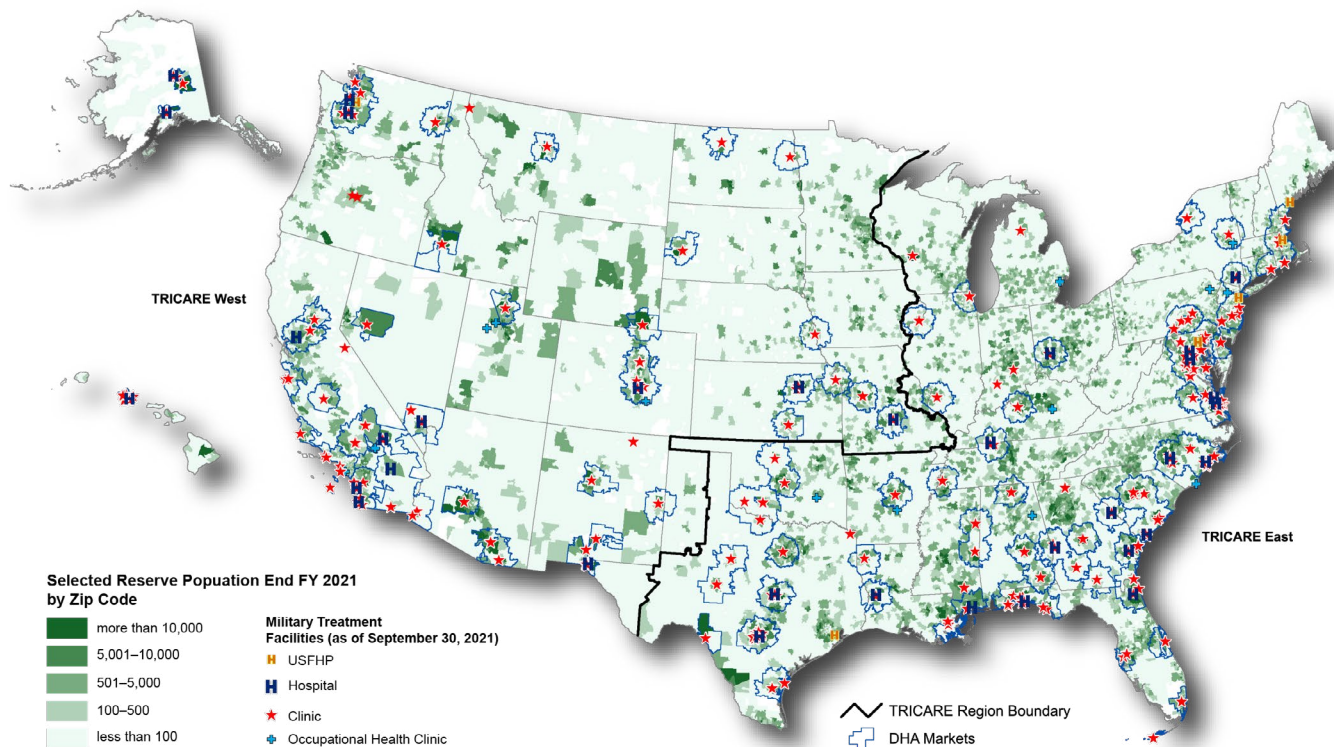 TRICARE West
TRICARE East
Selected Reserve Popuation End FY 2021
by Zip Code
more than 10,000
5,001–10,000
501–5,000
100–500
less than 100
Military Treatment
Facilities (as of September 30, 2021)
H USFHP
H Hospital
Clinic
Occupational Health Clinic
TRICARE Region Boundary
DHA Markets